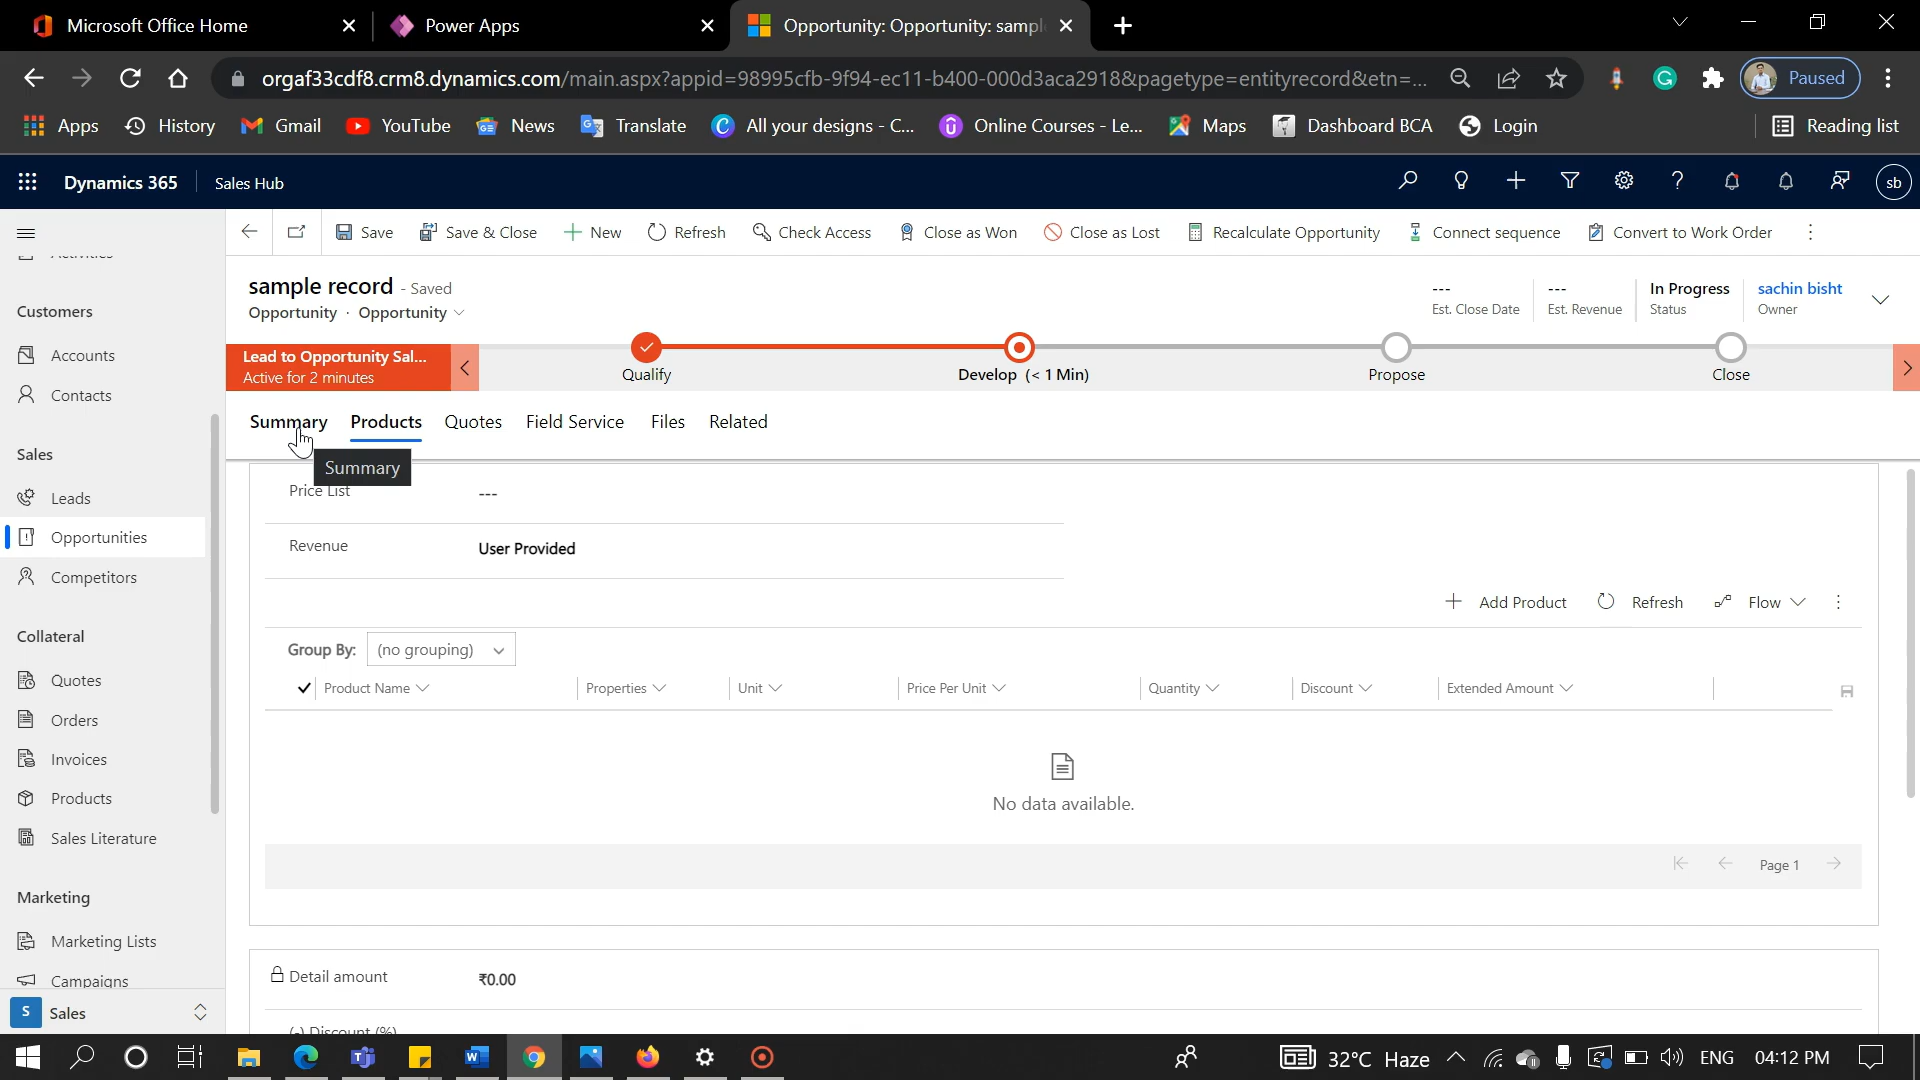 Microsoft Office Home
Power Apps
Opportunity: Opportunity: sampl
orgaf33cdf8.crm8.dynamics.com/main.aspx?appid=98995cfb-9f94-ec11-b400-000d3aca2918&pagetype=entityrecord&etn=...
Paused
Apps
History
Gmail
YouTube
News
Translate
All your designs - C...
Online Courses - Le...
Maps
Dashboard BCA
Login
Reading list
Dynamics 365
Sales Hub
sb
Save
Save & Close
New
Refresh
Check Access
Close as Won
Close as Lost
Recalculate Opportunity
Connect sequence
Convert to Work Order
Activities
Customers
Accounts
Contacts
Sales
Leads
Opportunities
Competitors
Collateral
Quotes
Orders
Invoices
Products
Sales Literature
Marketing
Marketing Lists
Campaigns
S Sales
sample record - Saved
Opportunity · Opportunity
---
Est. Close Date
---
Est. Revenue
In Progress
Status
sachin bisht
Owner
Lead to Opportunity Sal...
Active for 2 minutes
Qualify
Develop (< 1 Min)
Propose
Close
Summary
Products
Quotes
Field Service
Files
Related
Summary
Price List
---
Revenue
User Provided
Add Product
Refresh
Flow
Group By: (no grouping)
Product Name
Properties
Unit
Price Per Unit
Quantity
Discount
Extended Amount
No data available.
Page 1
Detail amount
₹0.00
(-) Discount (%)
32°C Haze
ENG
04:12 PM